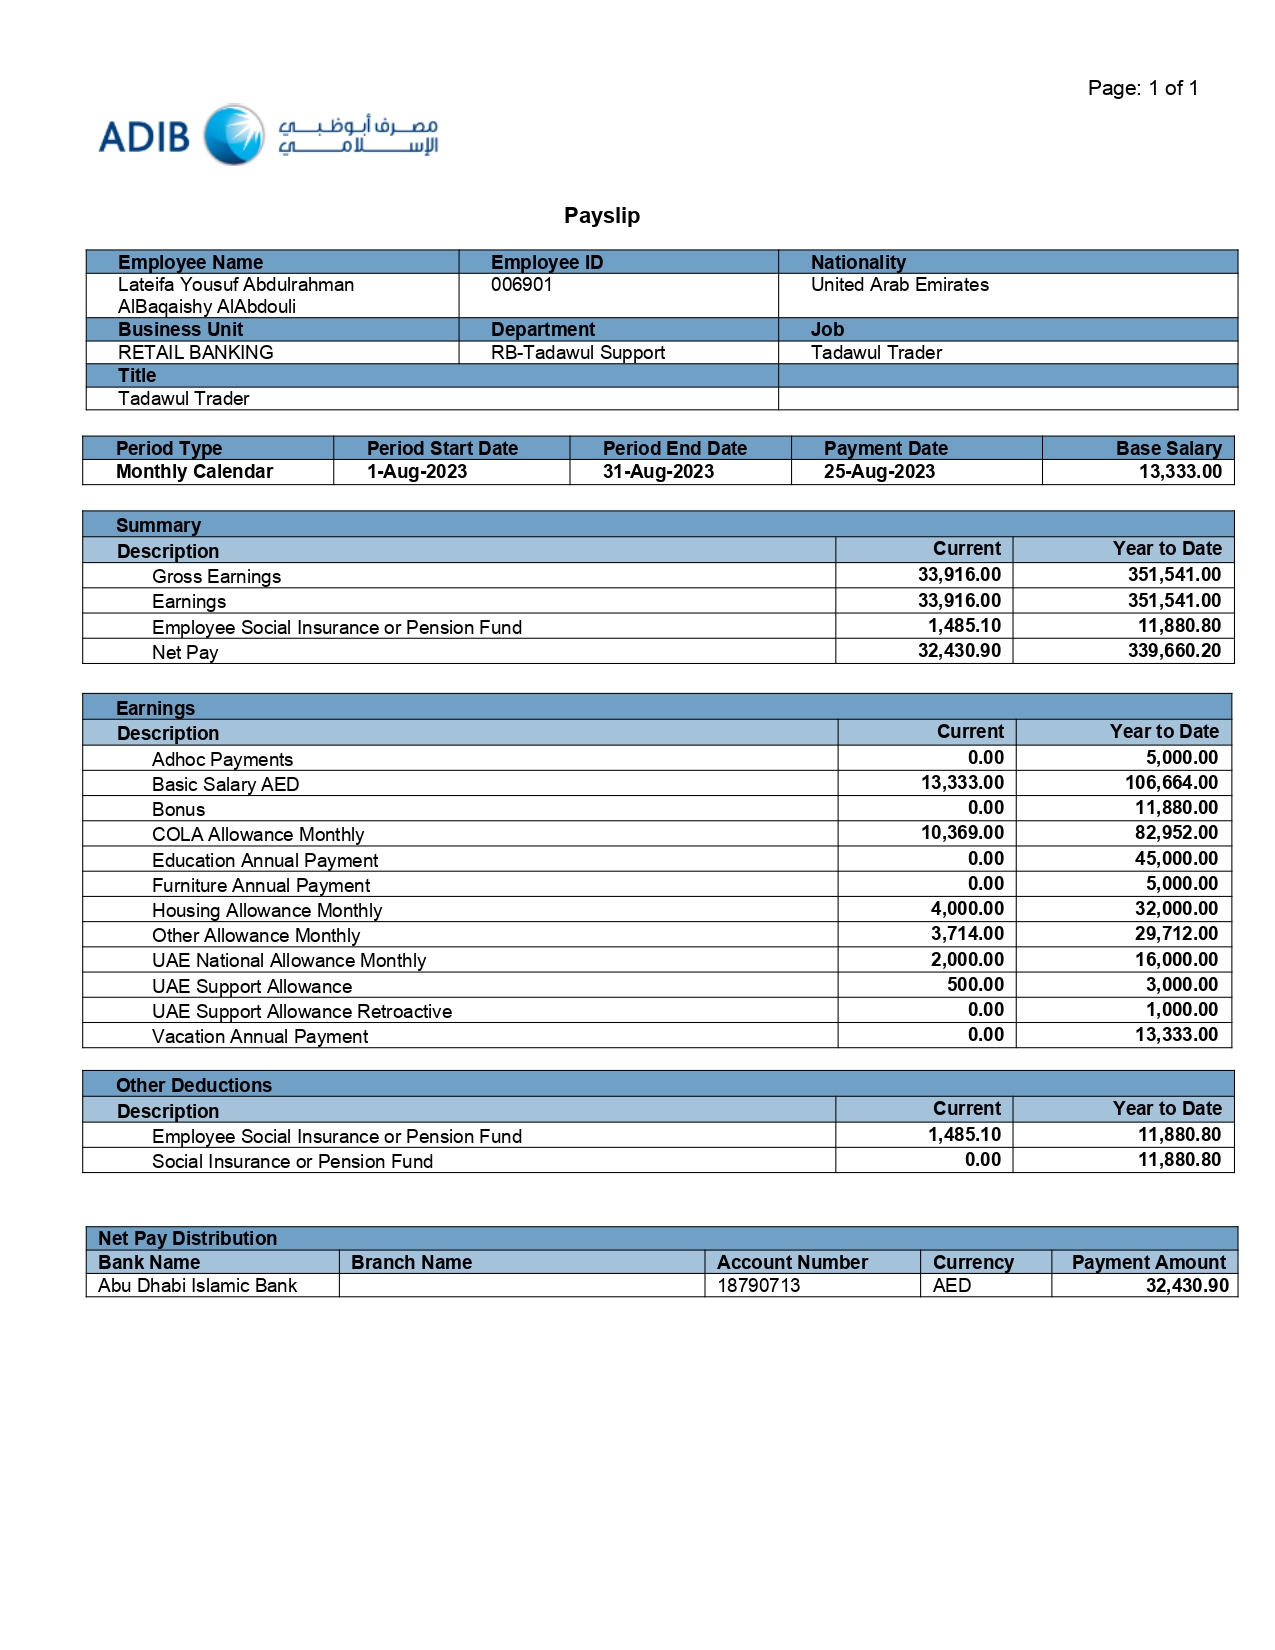 Page: 1 of 1
ADIB مصرف أبوظبي
الإسلامي
Payslip
Employee Name Employee ID Nationality
Lateifa Yousuf Abdulrahman 006901 United Arab Emirates
AlBaqaishy AlAbdouli
Business Unit Department Job
RETAIL BANKING RB-Tadawul Support Tadawul Trader
Title
Tadawul Trader
Period Type Period Start Date Period End Date Payment Date Base Salary
Monthly Calendar 1-Aug-2023 31-Aug-2023 25-Aug-2023 13,333.00
Summary
Description Current Year to Date
Gross Earnings 33,916.00 351,541.00
Earnings 33,916.00 351,541.00
Employee Social Insurance or Pension Fund 1,485.10 11,880.80
Net Pay 32,430.90 339,660.20
Earnings
Description Current Year to Date
Adhoc Payments 0.00 5,000.00
Basic Salary AED 13,333.00 106,664.00
Bonus 0.00 11,880.00
COLA Allowance Monthly 10,369.00 82,952.00
Education Annual Payment 0.00 45,000.00
Furniture Annual Payment 0.00 5,000.00
Housing Allowance Monthly 4,000.00 32,000.00
Other Allowance Monthly 3,714.00 29,712.00
UAE National Allowance Monthly 2,000.00 16,000.00
UAE Support Allowance 500.00 3,000.00
UAE Support Allowance Retroactive 0.00 1,000.00
Vacation Annual Payment 0.00 13,333.00
Other Deductions
Description Current Year to Date
Employee Social Insurance or Pension Fund 1,485.10 11,880.80
Social Insurance or Pension Fund 0.00 11,880.80
Net Pay Distribution
Bank Name Branch Name Account Number Currency Payment Amount
Abu Dhabi Islamic Bank 18790713 AED 32,430.90